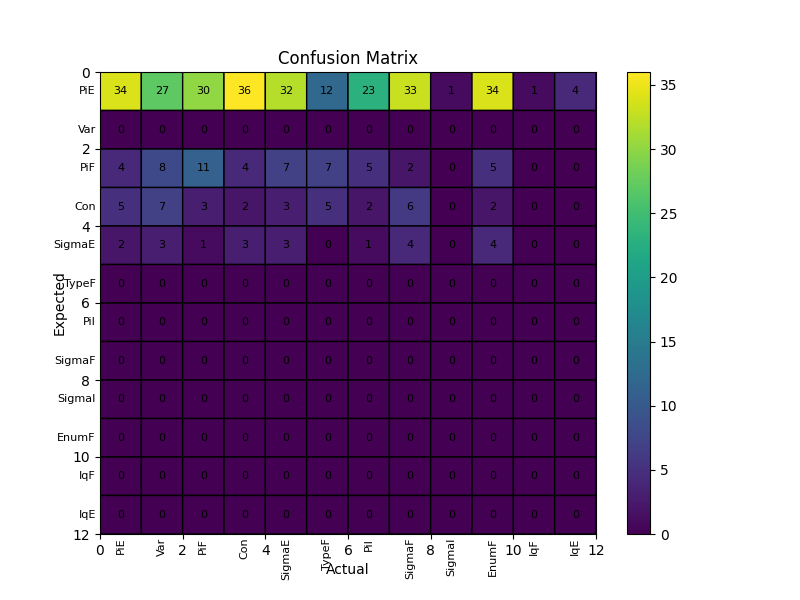 Confusion Matrix
0
PiE 34 27 30 36 32 12 23 33 1 34 1 4
Var 0 0 0 0 0 0 0 0 0 0 0 0
2
PiF 4 8 11 4 7 7 5 2 0 5 0 0
Con 5 7 3 2 3 5 2 6 0 2 0 0
4
SigmaE 2 3 1 3 3 0 1 4 0 4 0 0
Expected
TypeF 0 0 0 0 0 0 0 0 0 0 0 0
6
PiI 0 0 0 0 0 0 0 0 0 0 0 0
SigmaF 0 0 0 0 0 0 0 0 0 0 0 0
8
SigmaI 0 0 0 0 0 0 0 0 0 0 0 0
EnumF 0 0 0 0 0 0 0 0 0 0 0 0
10
IqF 0 0 0 0 0 0 0 0 0 0 0 0
IqE 0 0 0 0 0 0 0 0 0 0 0 0
12
0 2 4 6 8 10 12
PiE Var PiF Con SigmaE TypeF PiI SigmaF SigmaI EnumF IqF IqE
Actual
35
30
25
20
15
10
5
0